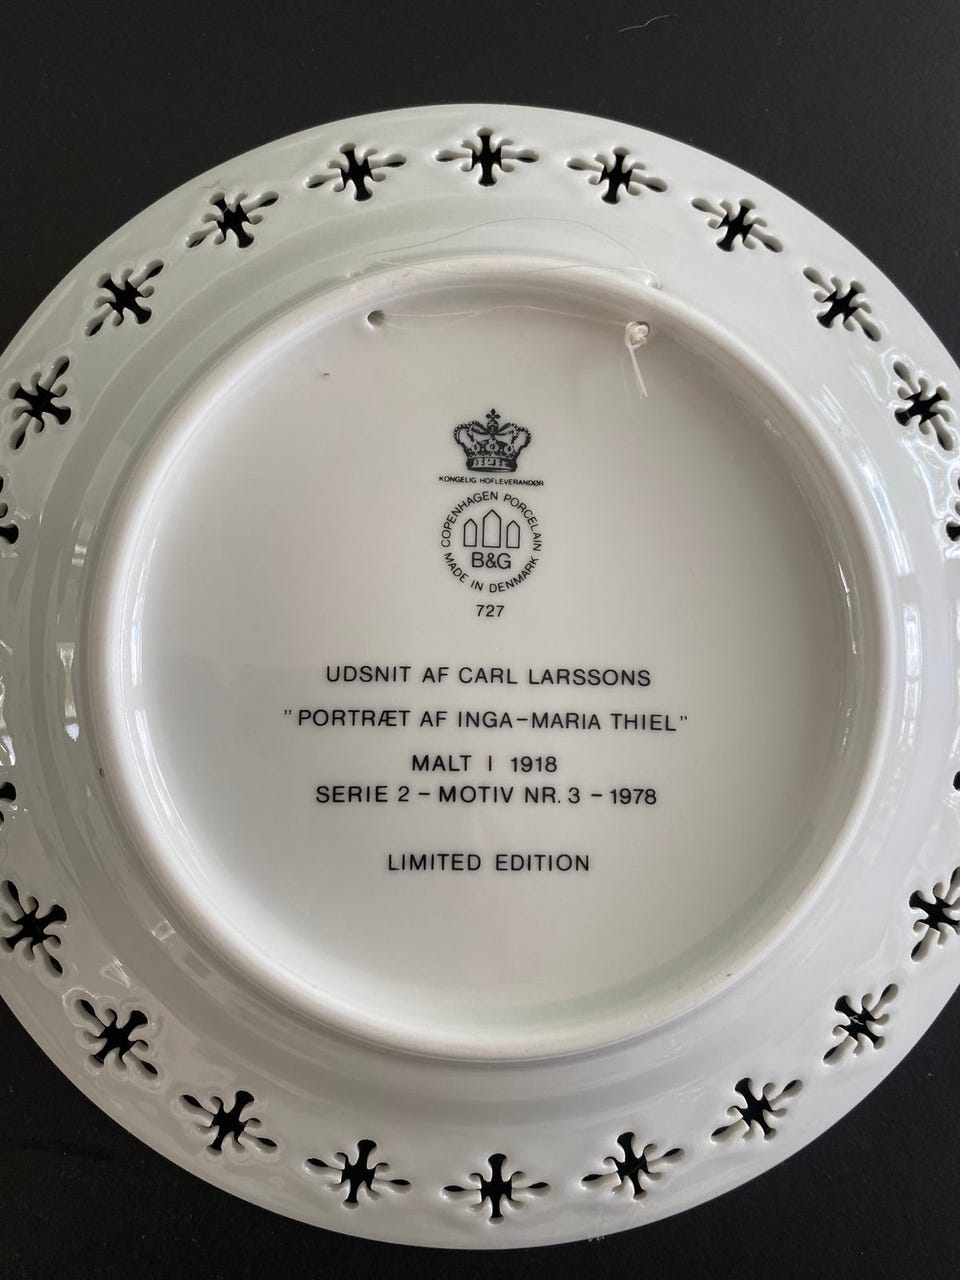 KONGELIG HOFLEVERANDØR
COPENHAGEN PORCELAIN
B&G
MADE IN DENMARK
727
UDSNIT AF CARL LARSSONS
"PORTRÆT AF INGA-MARIA THIEL"
MALT I 1918
SERIE 2 - MOTIV NR. 3 - 1978
LIMITED EDITION